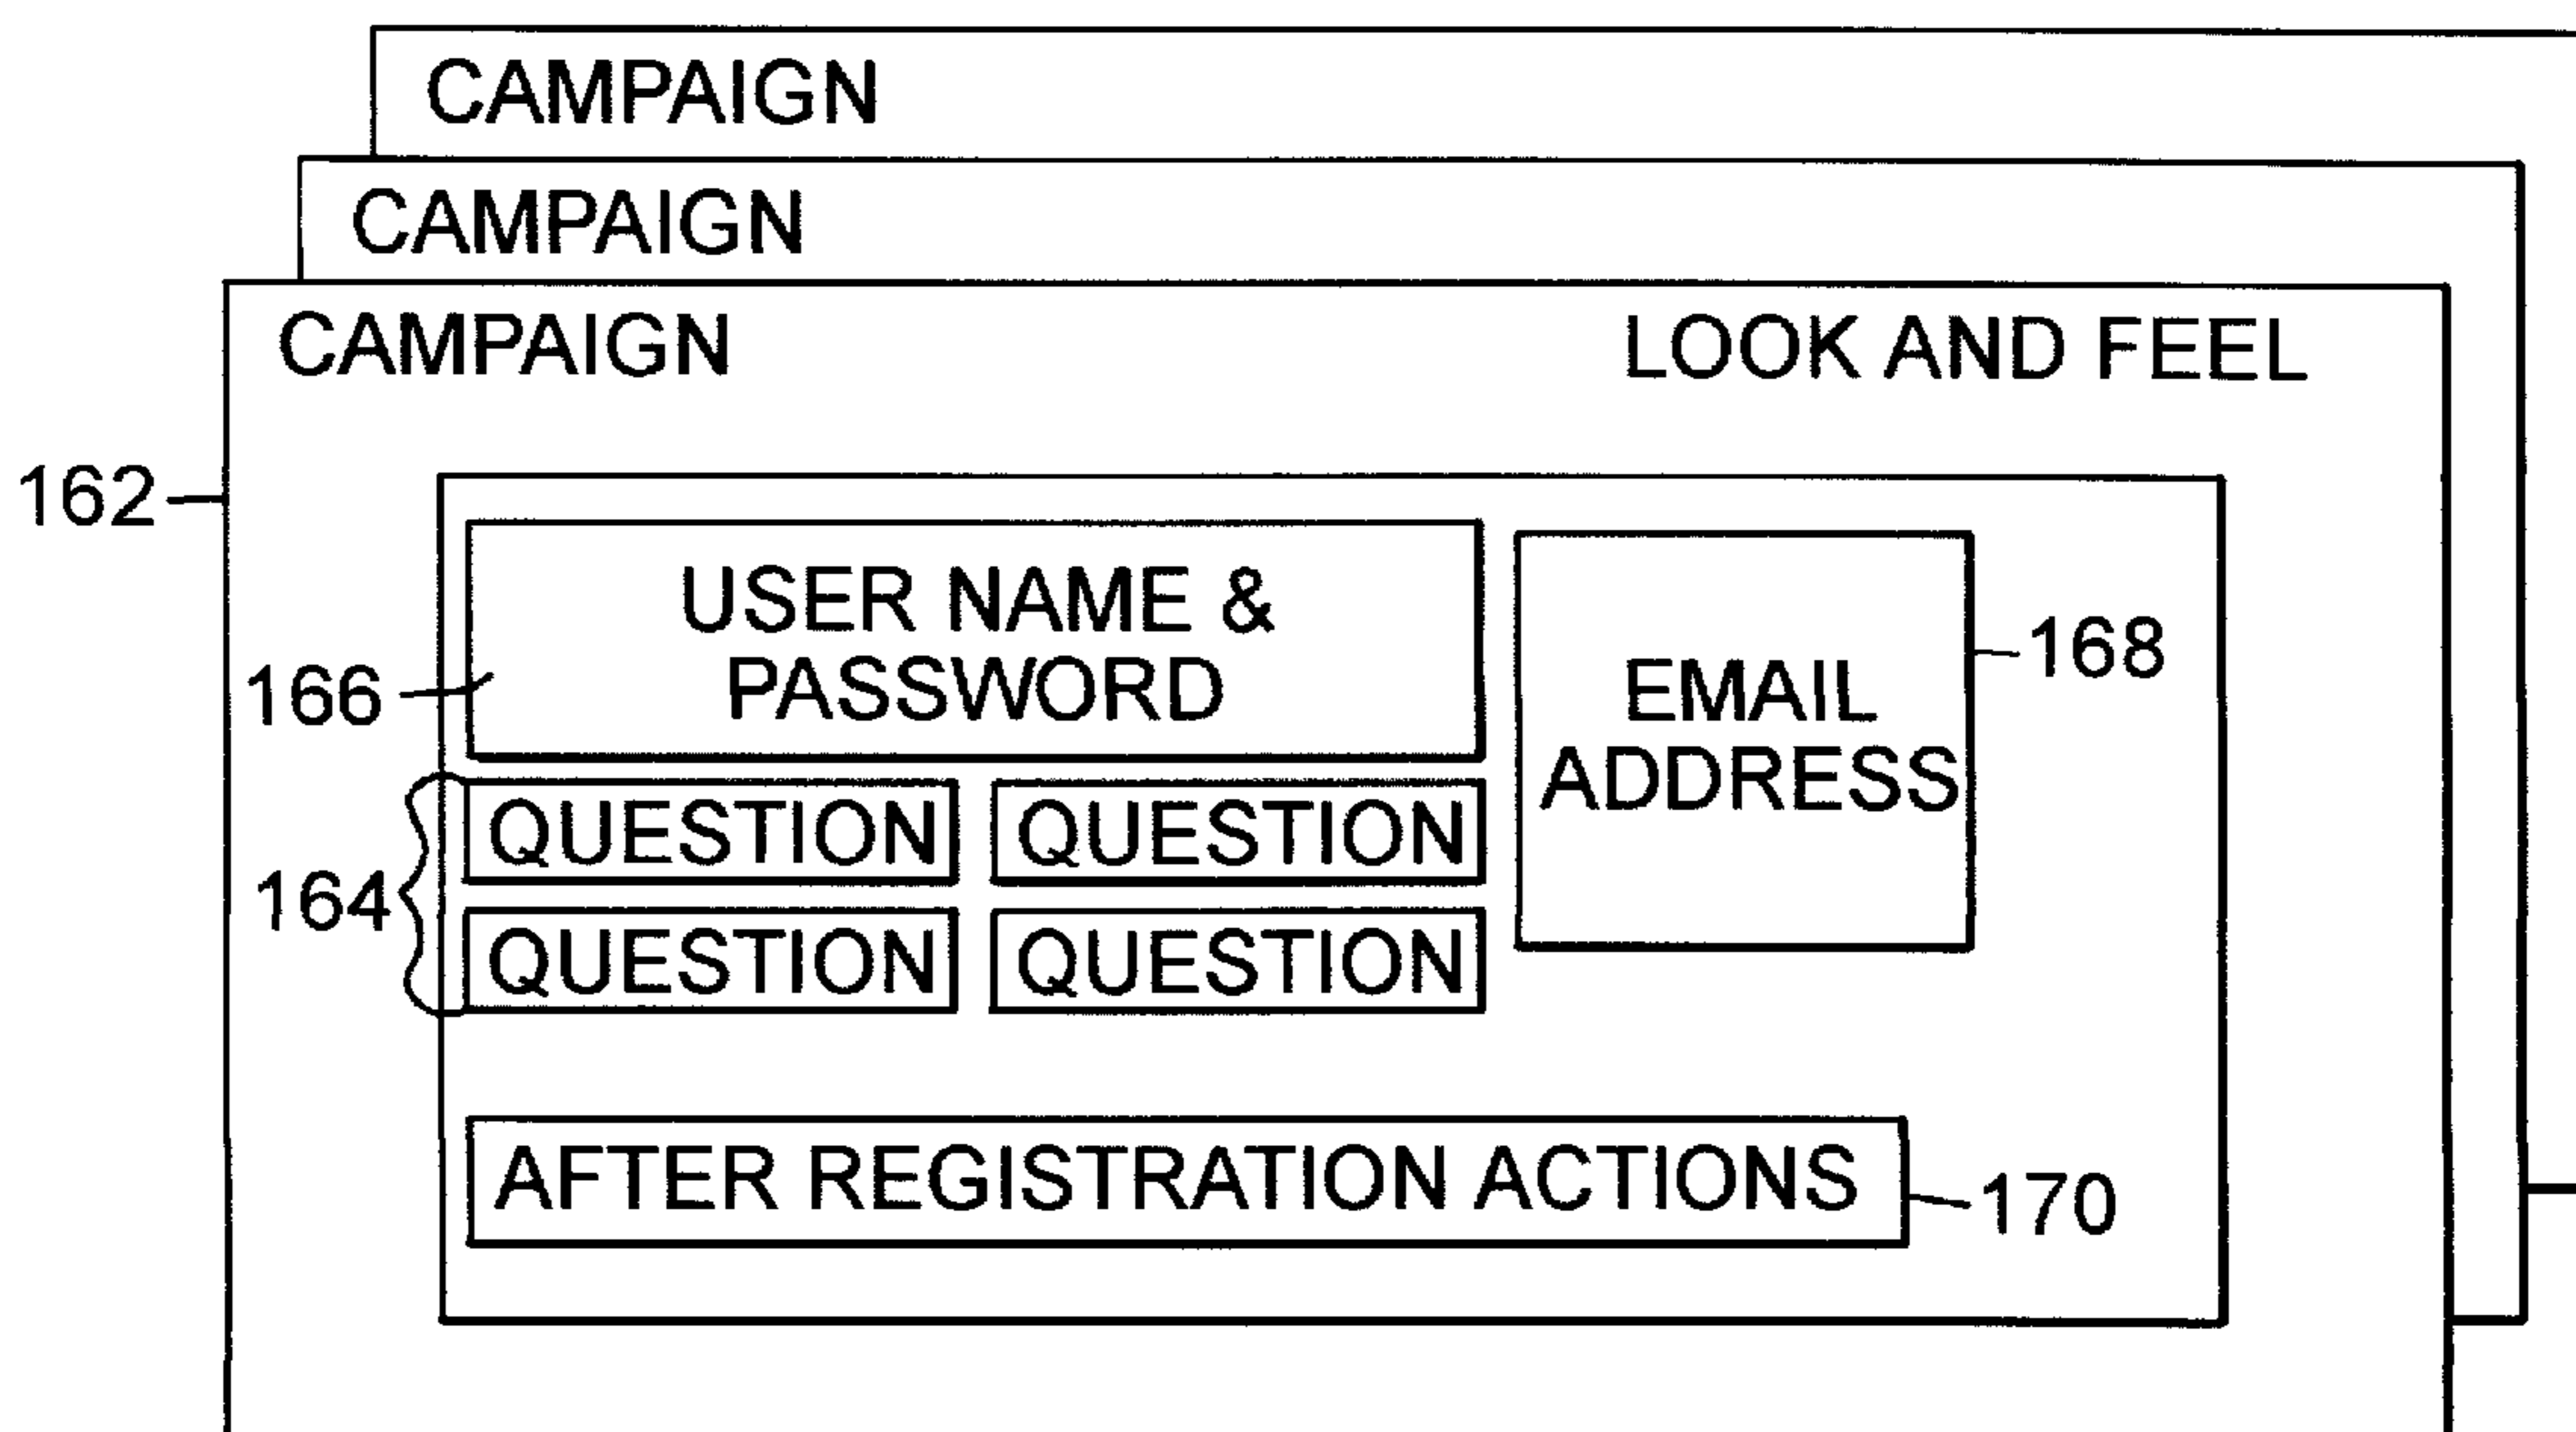 CAMPAIGN
CAMPAIGN
CAMPAIGN LOOK AND FEEL
162
USER NAME &
PASSWORD
166
EMAIL
ADDRESS
168
164
QUESTION QUESTION
QUESTION QUESTION
AFTER REGISTRATION ACTIONS
170